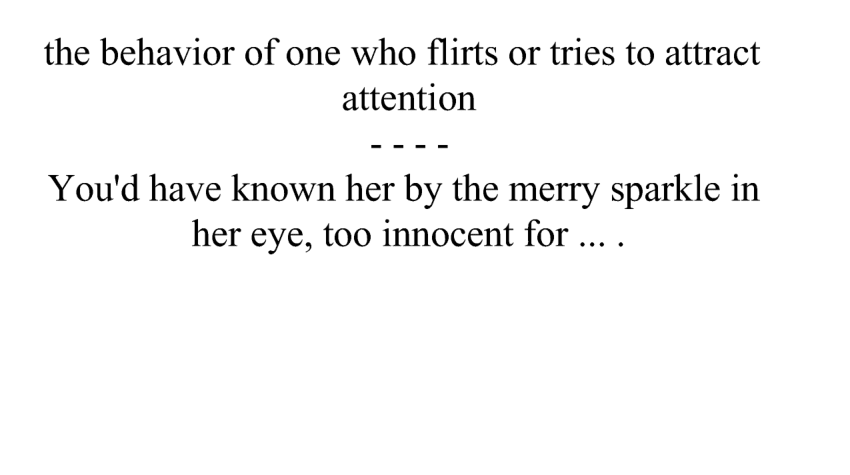 the behavior of one who flirts or tries to attract
attention
- - - -
You'd have known her by the merry sparkle in
her eye, too innocent for ... .